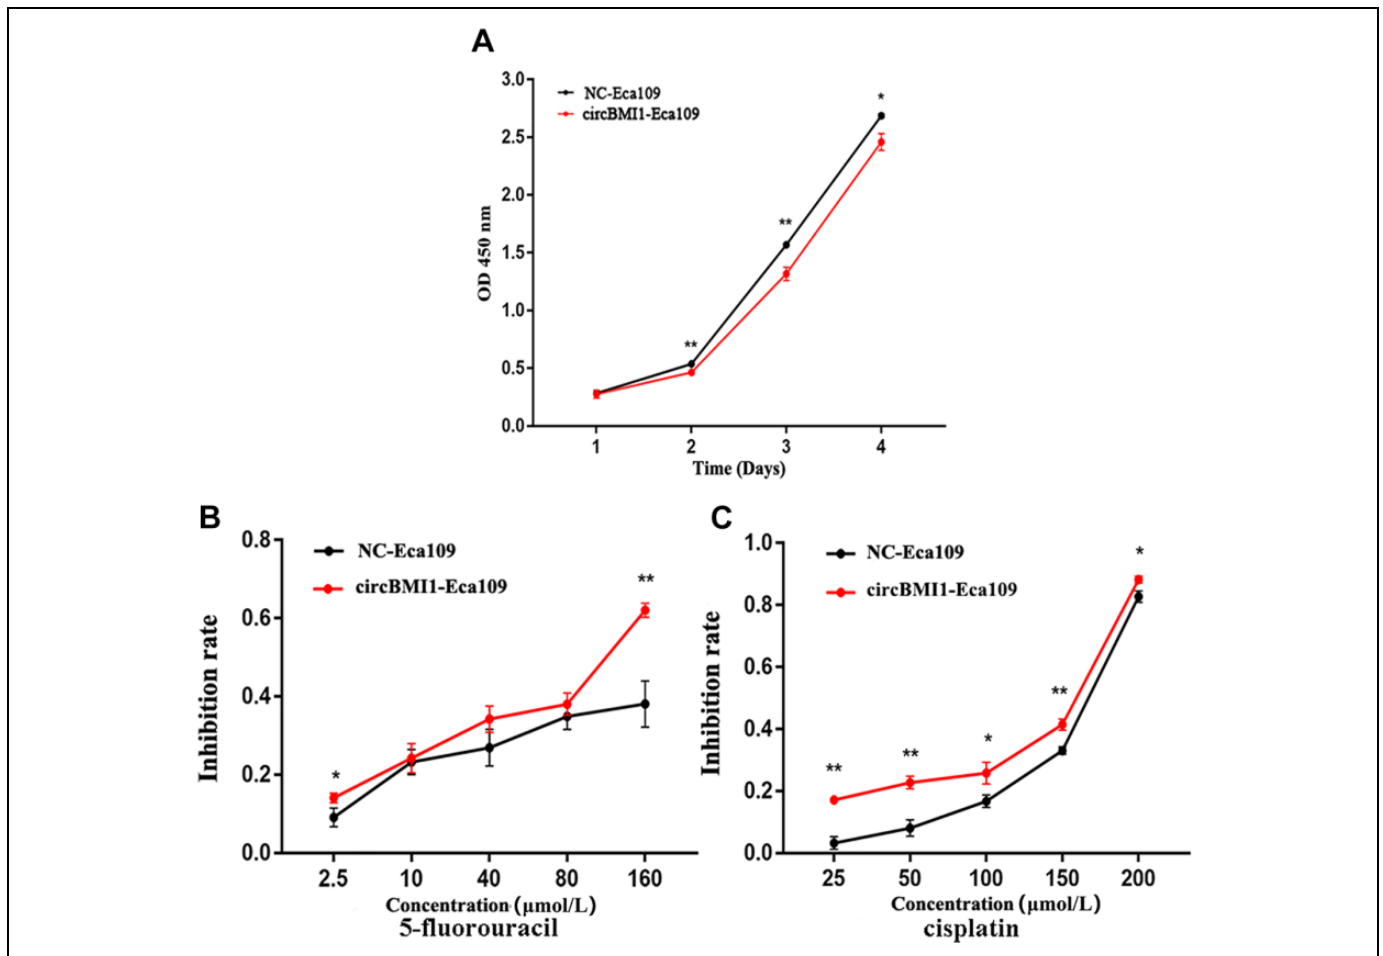 A
3.0
2.5
2.0
1.5
1.0
0.5
0.0
OD 450 nm
NC-Eca109
circBMI1-Eca109
**
**
*
1 2 3 4
Time (Days)
B
0.8
0.6
0.4
0.2
0.0
Inhibition rate
NC-Eca109
circBMI1-Eca109
*
**
2.5 10 40 80 160
Concentration (μmol/L)
5-fluorouracil
C
1.0
0.8
0.6
0.4
0.2
0.0
Inhibition rate
NC-Eca109
circBMI1-Eca109
**
**
*
**
*
25 50 100 150 200
Concentration (μmol/L)
cisplatin